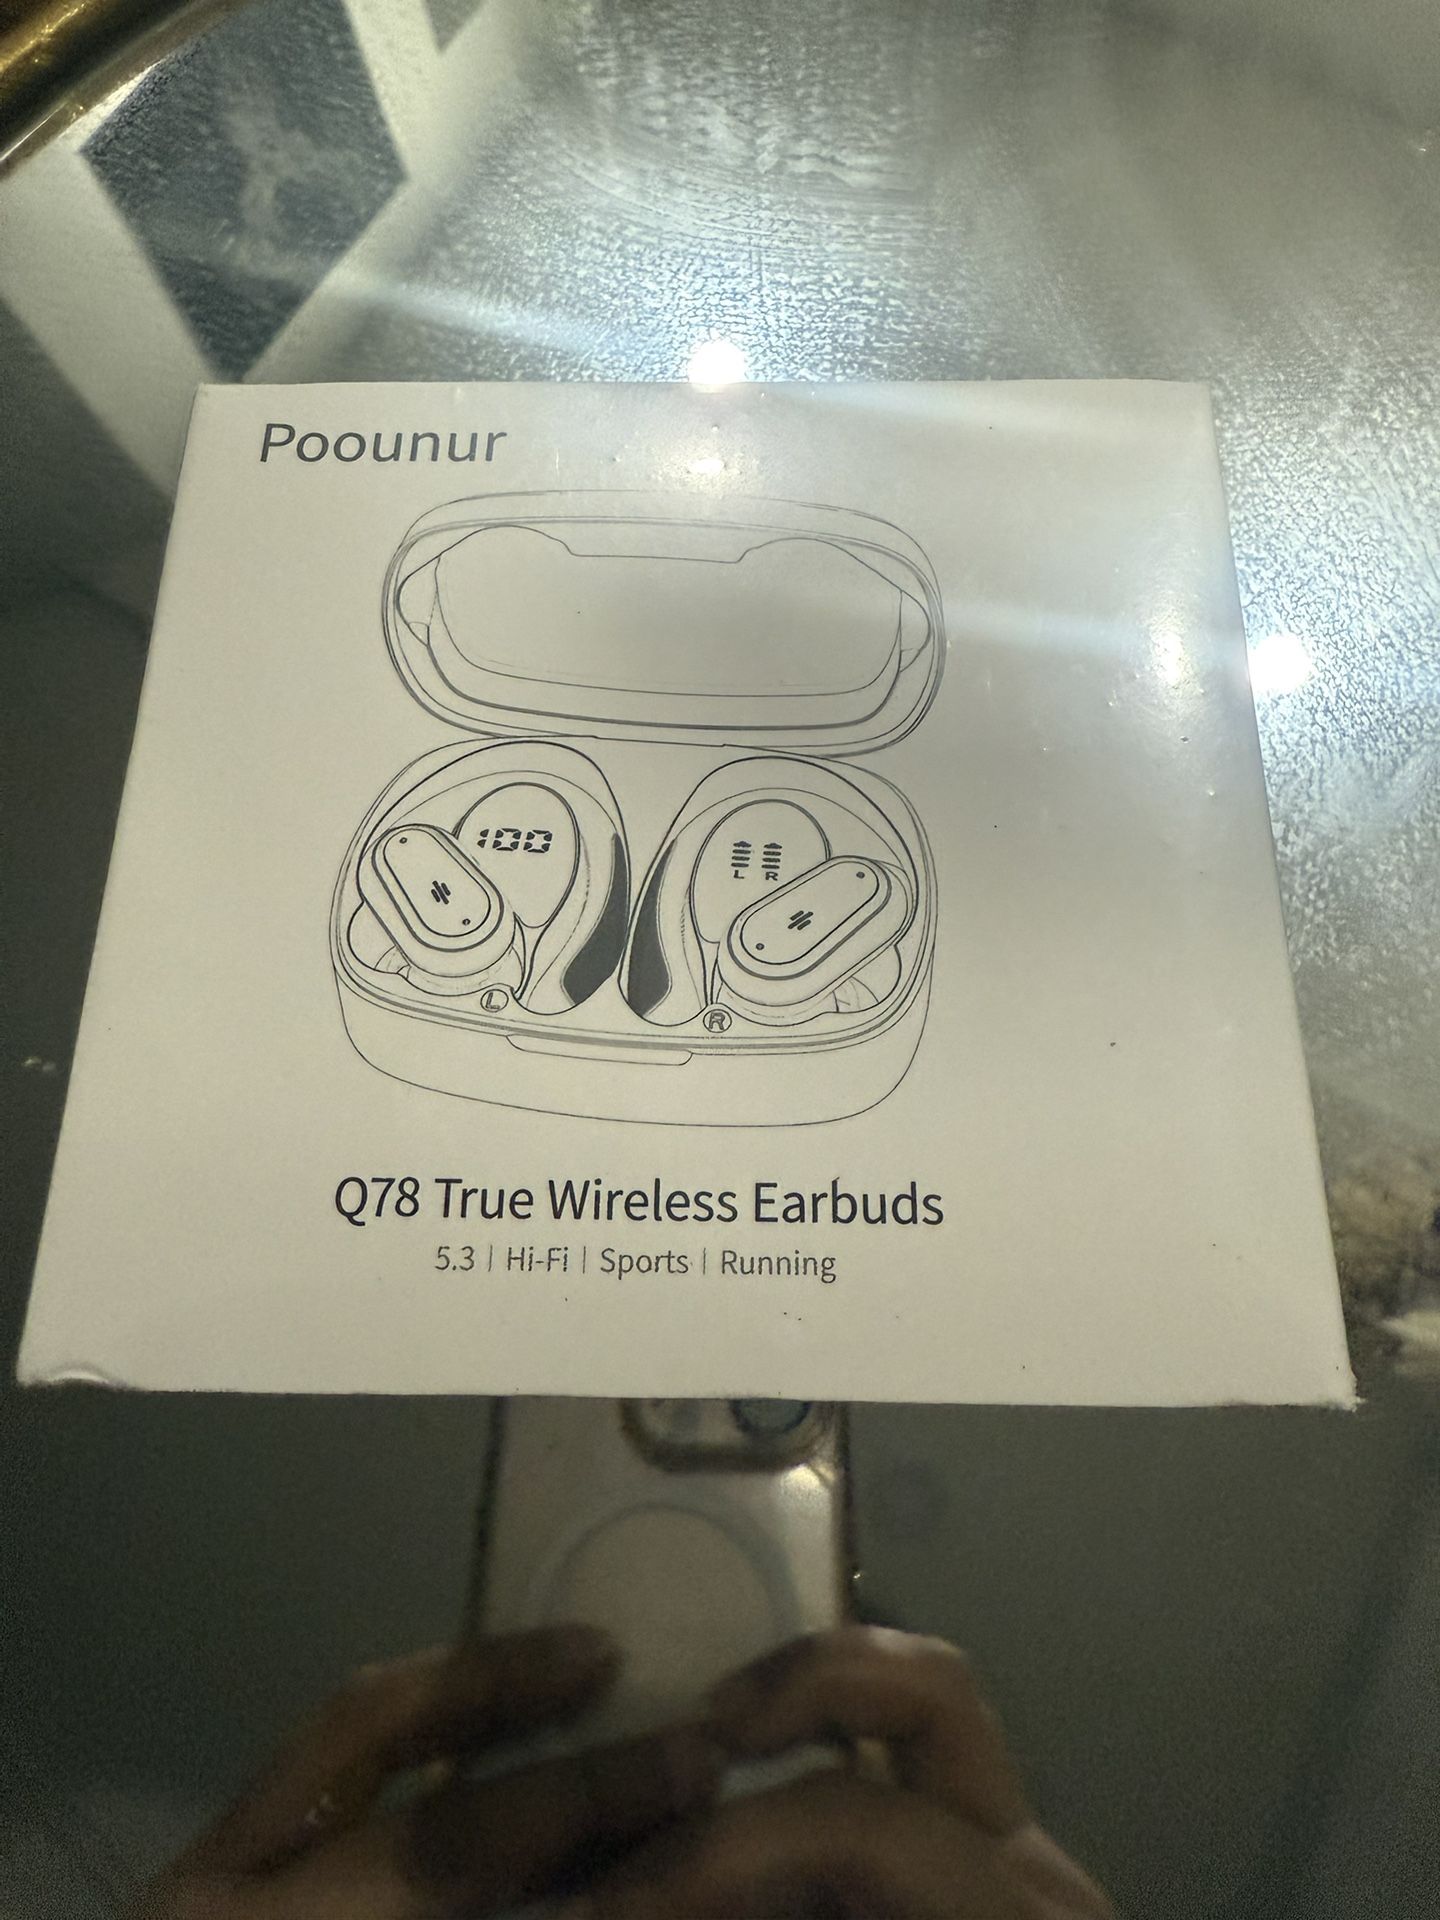 Poounur
100
L R
L
R
Q78 True Wireless Earbuds
5.3 | Hi-Fi | Sports | Running